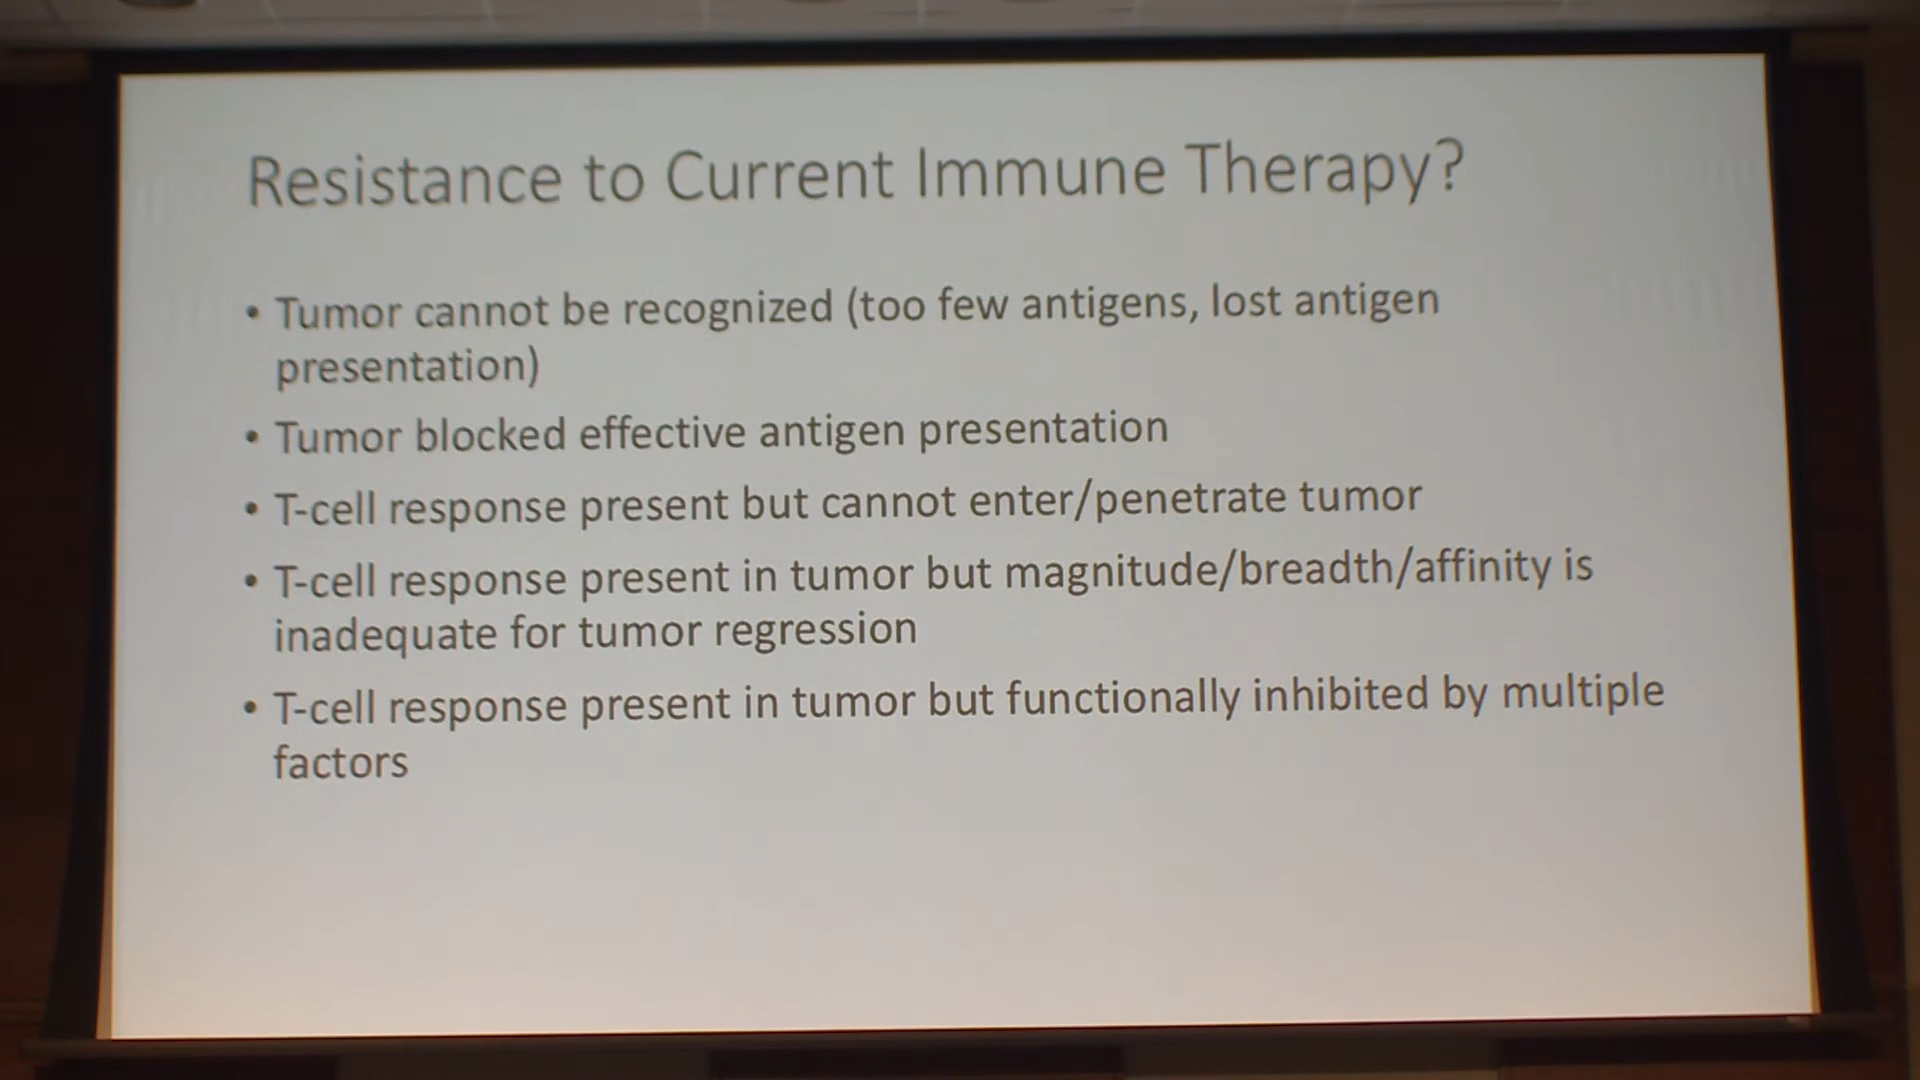 Resistance to Current Immune Therapy?
• Tumor cannot be recognized (too few antigens, lost antigen
presentation)
• Tumor blocked effective antigen presentation
• T-cell response present but cannot enter/penetrate tumor
• T-cell response present in tumor but magnitude/breadth/affinity is
inadequate for tumor regression
• T-cell response present in tumor but functionally inhibited by multiple
factors